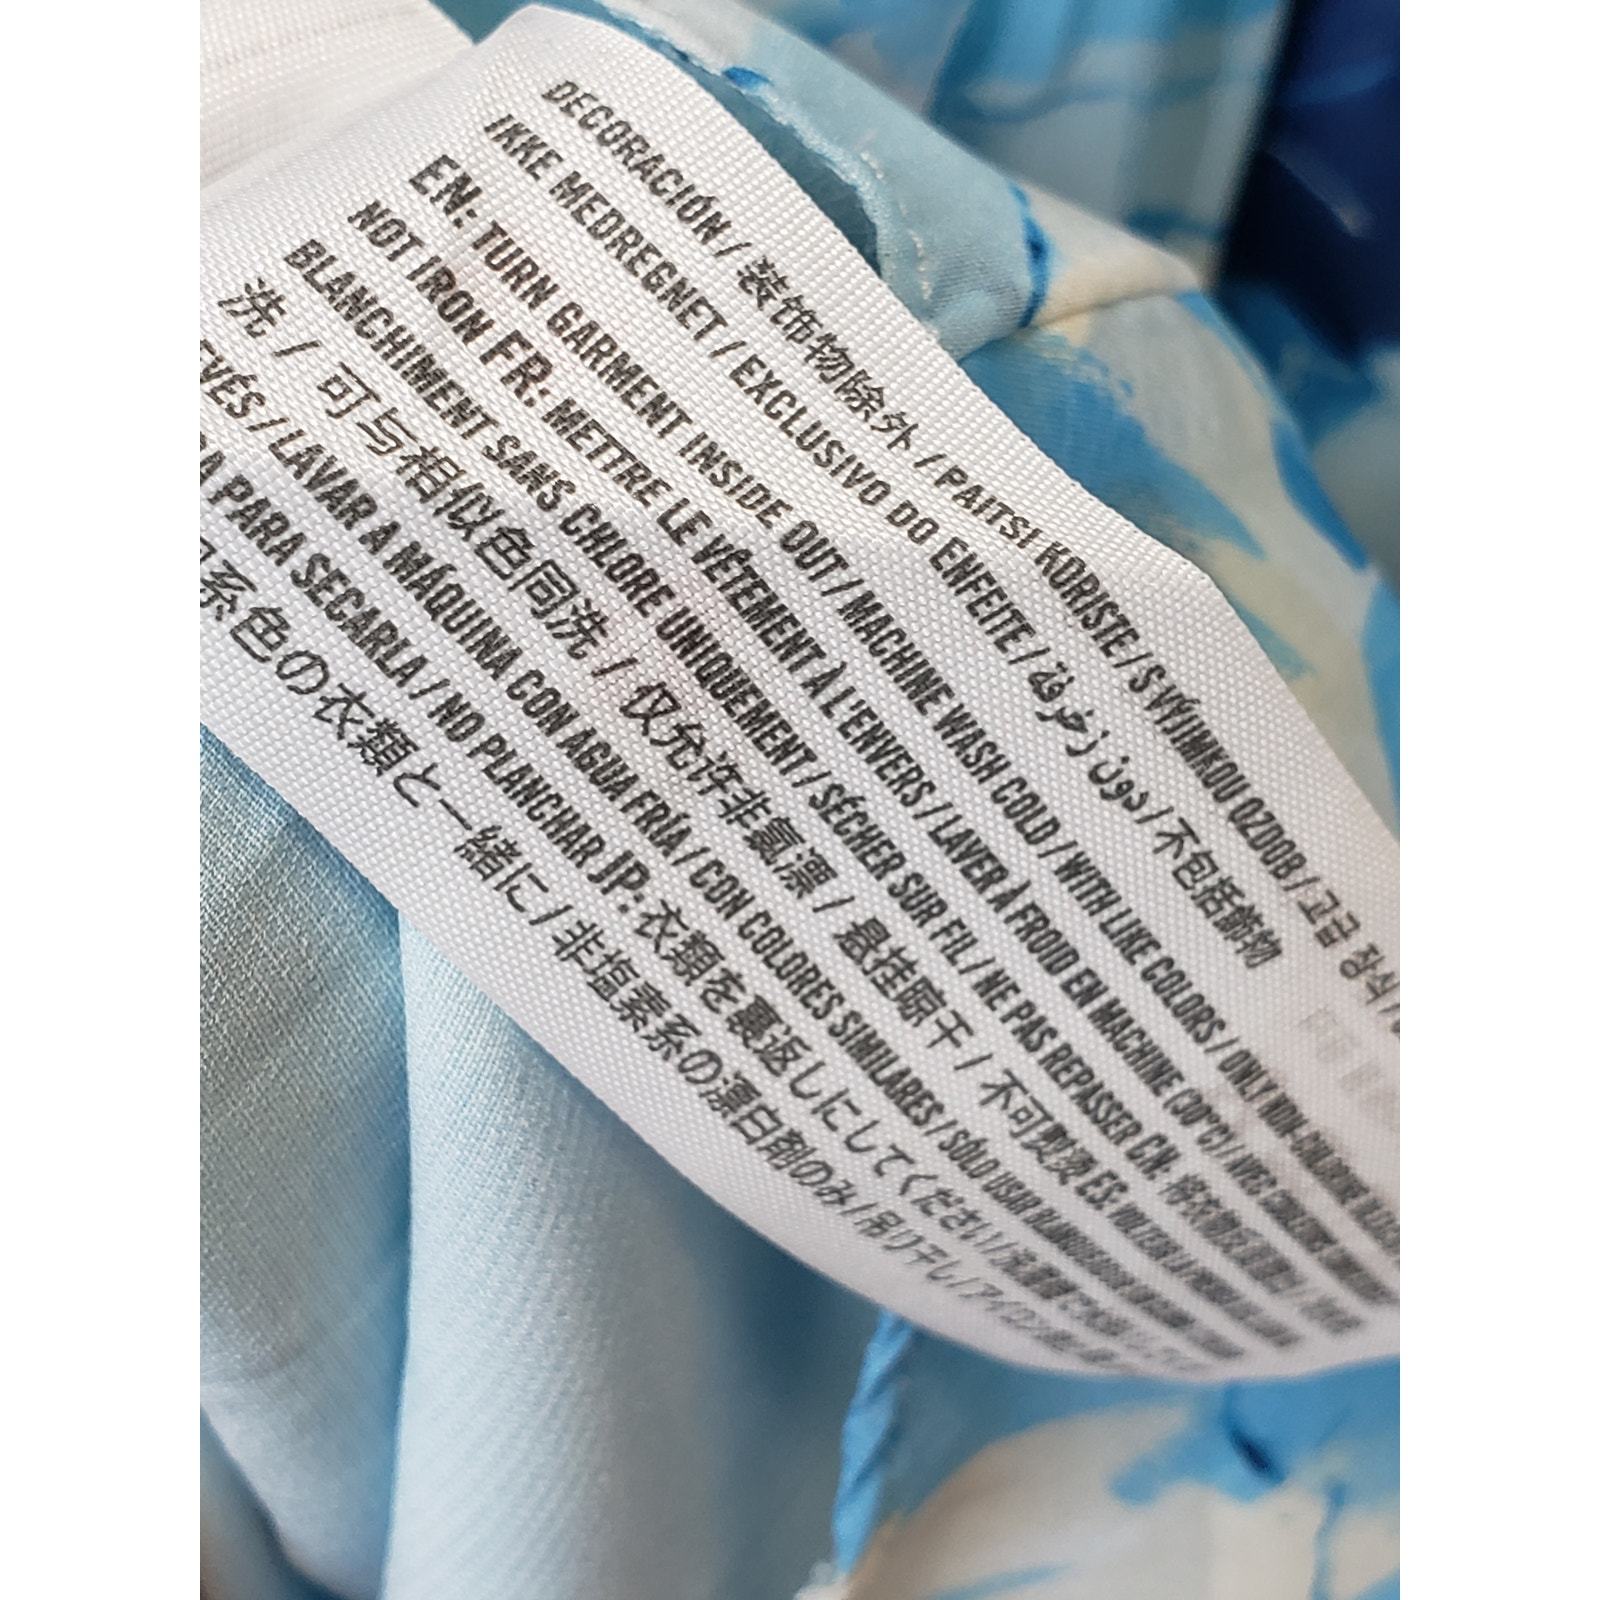 DECORACIÓN / 装饰物除外 / PAITSI KORISTE / S VÝJIMKOU OZDOB / 고급 장식 /
IKKE MEDREGNET / EXCLUSIVO DO ENFEITE / دون زخرفة / 不包括飾物
EN: TURN GARMENT INSIDE OUT / MACHINE WASH COLD / WITH LIKE COLORS / ONLY NON-CHLORINE
NOT IRON FR: METTRE LE VÊTEMENT À L'ENVERS / LAVER À FROID EN MACHINE (30°C) / AVEC
BLANCHIMENT SANS CHLORE UNIQUEMENT / SÉCHER SUR FIL / NE PAS REPASSER CN:
洗 / 可与相似色同洗 / 仅允许非氯漂 / 悬挂晾干 / 不可熨烫 ES:
VÉS / LAVAR A MÁQUINA CON AGUA FRÍA / CON COLORES SIMILARES / SÓLO USAR
PARA SECARLA / NO PLANCHAR JP: 衣類を裏返しにしてください /
系色の衣類と一緒に / 非塩素系の漂白剤のみ / 吊り干し / アイロン